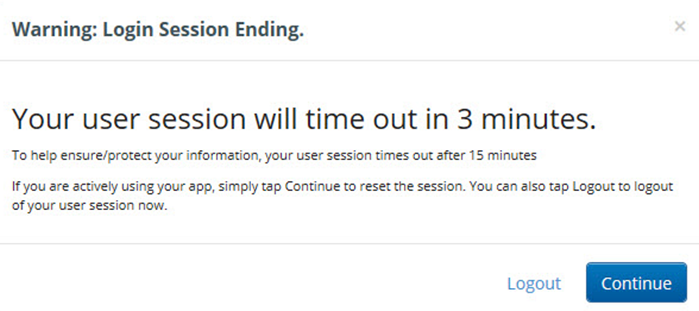 Warning: Login Session Ending.
×
Your user session will time out in 3 minutes.
To help ensure/protect your information, your user session times out after 15 minutes
If you are actively using your app, simply tap Continue to reset the session. You can also tap Logout to logout
of your user session now.
Logout
Continue